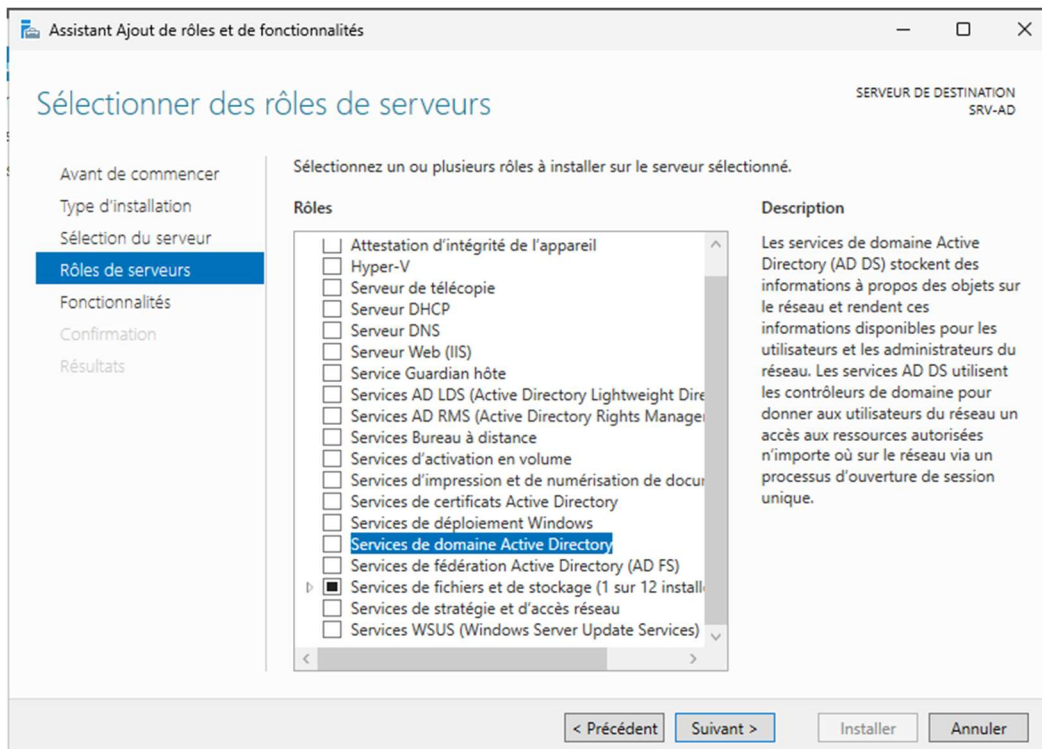 Assistant Ajout de rôles et de fonctionnalités
Sélectionner des rôles de serveurs
SERVEUR DE DESTINATION
SRV-AD
Avant de commencer
Type d'installation
Sélection du serveur
Rôles de serveurs
Fonctionnalités
Confirmation
Résultats
Sélectionnez un ou plusieurs rôles à installer sur le serveur sélectionné.
Rôles
Attestation d'intégrité de l'appareil
Hyper-V
Serveur de télécopie
Serveur DHCP
Serveur DNS
Serveur Web (IIS)
Service Guardian hôte
Services AD LDS (Active Directory Lightweight Dire
Services AD RMS (Active Directory Rights Manage
Services Bureau à distance
Services d'activation en volume
Services d'impression et de numérisation de docu
Services de certificats Active Directory
Services de déploiement Windows
Services de domaine Active Directory
Services de fédération Active Directory (AD FS)
Services de fichiers et de stockage (1 sur 12 install
Services de stratégie et d'accès réseau
Services WSUS (Windows Server Update Services)
Description
Les services de domaine Active
Directory (AD DS) stockent des
informations à propos des objets sur
le réseau et rendent ces
informations disponibles pour les
utilisateurs et les administrateurs du
réseau. Les services AD DS utilisent
les contrôleurs de domaine pour
donner aux utilisateurs du réseau un
accès aux ressources autorisées
n'importe où sur le réseau via un
processus d'ouverture de session
unique.
< Précédent
Suivant >
Installer
Annuler